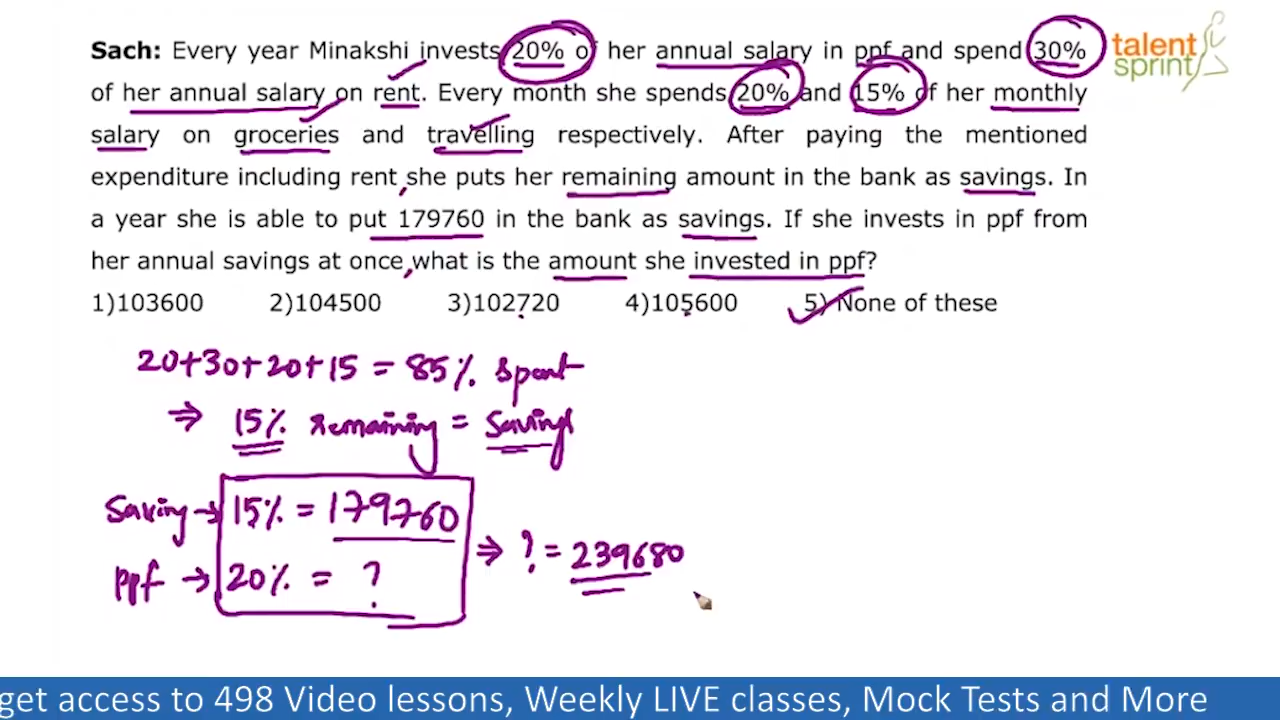 Sach: Every year Minakshi invests 20% of her annual salary in ppf and spend 30%
of her annual salary on rent. Every month she spends 20% and 15% of her monthly
salary on groceries and travelling respectively. After paying the mentioned
expenditure including rent she puts her remaining amount in the bank as savings. In
a year she is able to put 179760 in the bank as savings. If she invests in ppf from
her annual savings at once, what is the amount she invested in ppf?
1)103600 2)104500 3)102720 4)105600 5) None of these
talent
sprint
20+30+20+15 = 85% spent
⇒ 15% remaining = Savings
Saving → 15% = 179760
PPf → 20% = ?
⇒ ? = 239680
get access to 498 Video lessons, Weekly LIVE classes, Mock Tests and More